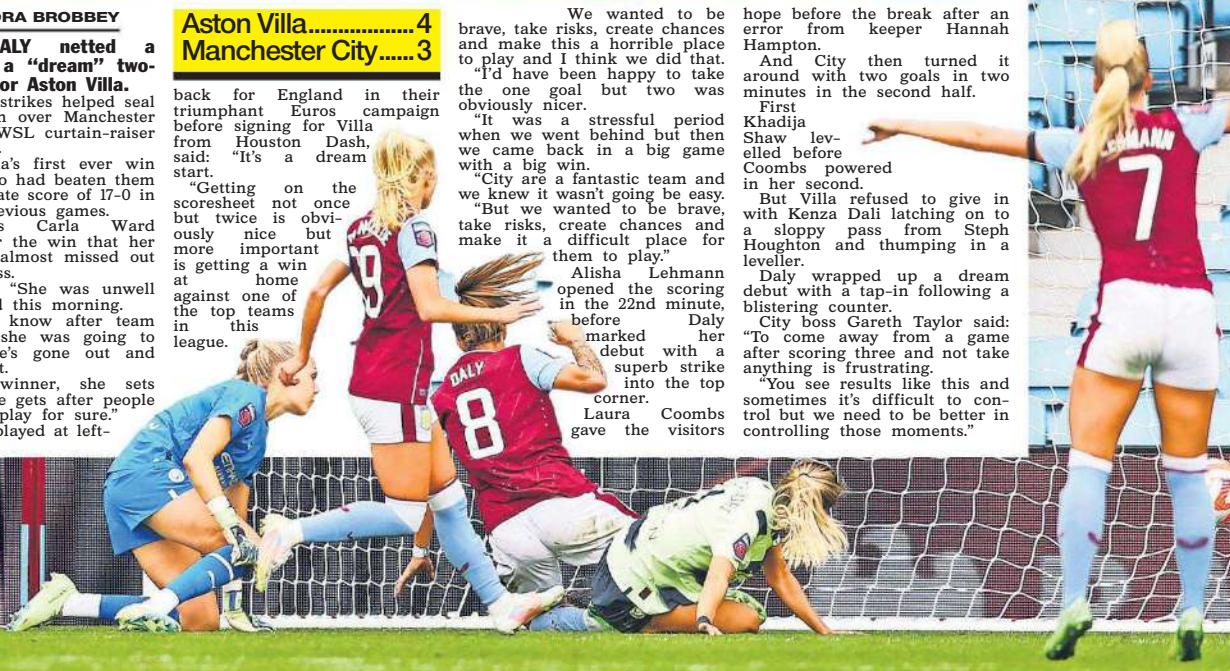 RA BROBBEY
ALY netted a
a “dream” two-
or Aston Villa.
strikes helped seal
n over Manchester
WSL curtain-raiser
a’s first ever win
o had beaten them
ate score of 17-0 in
evious games.
s Carla Ward
r the win that her
almost missed out
ss.
“She was unwell
l this morning.
know after team
she was going to
e’s gone out and
t.
winner, she sets
e gets after people
play for sure.”
played at left-
Aston Villa..................4
Manchester City......3
back for England in their
triumphant Euros campaign
before signing for Villa
from Houston Dash,
said: “It’s a dream
start.
“Getting on the
scoresheet not once
but twice is obvi-
ously nice but
more important
is getting a win
at home
against one of
the top teams
in this
league.
We wanted to be
brave, take risks, create chances
and make this a horrible place
to play and I think we did that.
“I’d have been happy to take
the one goal but two was
obviously nicer.
“It was a stressful period
when we went behind but then
we came back in a big game
with a big win.
“City are a fantastic team and
we knew it wasn’t going be easy.
“But we wanted to be brave,
take risks, create chances and
make it a difficult place for
them to play.”
Alisha Lehmann
opened the scoring
in the 22nd minute,
before Daly
marked her
debut with a
superb strike
into the top
corner.
Laura Coombs
gave the visitors
hope before the break after an
error from keeper Hannah
Hampton.
And City then turned it
around with two goals in two
minutes in the second half.
First
Khadija
Shaw lev-
elled before
Coombs powered
in her second.
But Villa refused to give in
with Kenza Dali latching on to
a sloppy pass from Steph
Houghton and thumping in a
leveller.
Daly wrapped up a dream
debut with a tap-in following a
blistering counter.
City boss Gareth Taylor said:
“To come away from a game
after scoring three and not take
anything is frustrating.
“You see results like this and
sometimes it’s difficult to con-
trol but we need to be better in
controlling those moments.”
9
DALY
8
LEHMANN
7